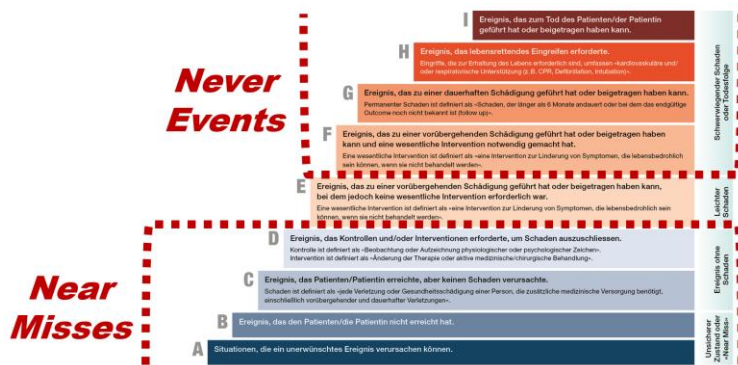 I
Ereignis, das zum Tod des Patienten/der Patientin
geführt hat oder beigetragen haben kann.
H
Ereignis, das lebensrettendes Eingreifen erforderte.
Eingriffe, die zur Erhaltung des Lebens erforderlich sind, umfassen «kardiovaskuläre und/
oder respiratorische Unterstützung (z. B. CPR, Defibrillation, Intubation)».
G
Ereignis, das zu einer dauerhaften Schädigung geführt hat oder beigetragen haben kann.
Permanenter Schaden ist definiert als «Schaden, der länger als 6 Monate andauert oder bei dem das endgültige
Outcome noch nicht bekannt ist (follow up)».
F
Ereignis, das zu einer vorübergehenden Schädigung geführt hat oder beigetragen haben
kann und eine wesentliche Intervention notwendig gemacht hat.
Eine wesentliche Intervention ist definiert als «eine Intervention zur Linderung von Symptomen, die lebensbedrohlich
sein können, wenn sie nicht behandelt werden».
Never
Events
Schwerwiegender Schaden
oder Todesfolge
E
Ereignis, das zu einer vorübergehenden Schädigung geführt hat oder beigetragen haben kann,
bei dem jedoch keine wesentliche Intervention erforderlich war.
Eine wesentliche Intervention ist definiert als «eine Intervention zur Linderung von Symptomen, die lebensbedrohlich sein
können, wenn sie nicht behandelt werden».
Leichter
Schaden
D
Ereignis, das Kontrollen und/oder Interventionen erforderte, um Schaden auszuschliessen.
Kontrolle ist definiert als «Beobachtung oder Aufzeichnung physiologischer oder psychologischer Zeichen».
Intervention ist definiert als «Änderung der Therapie oder aktive medizinische/chirurgische Behandlung».
C
Ereignis, das Patienten/Patientin erreichte, aber keinen Schaden verursachte.
Schaden ist definiert als «jede Verletzung oder Gesundheitsschädigung einer Person, die zusätzliche medizinische Versorgung benötigt,
einschließlich vorübergehender und dauerhafter Verletzungen».
Ereignis ohne
Schaden
Near
Misses
B
Ereignis, das den Patienten/die Patientin nicht erreicht hat.
A
Situationen, die ein unerwünschtes Ereignis verursachen können.
Unsicherer
Zustand oder
«Near Miss»